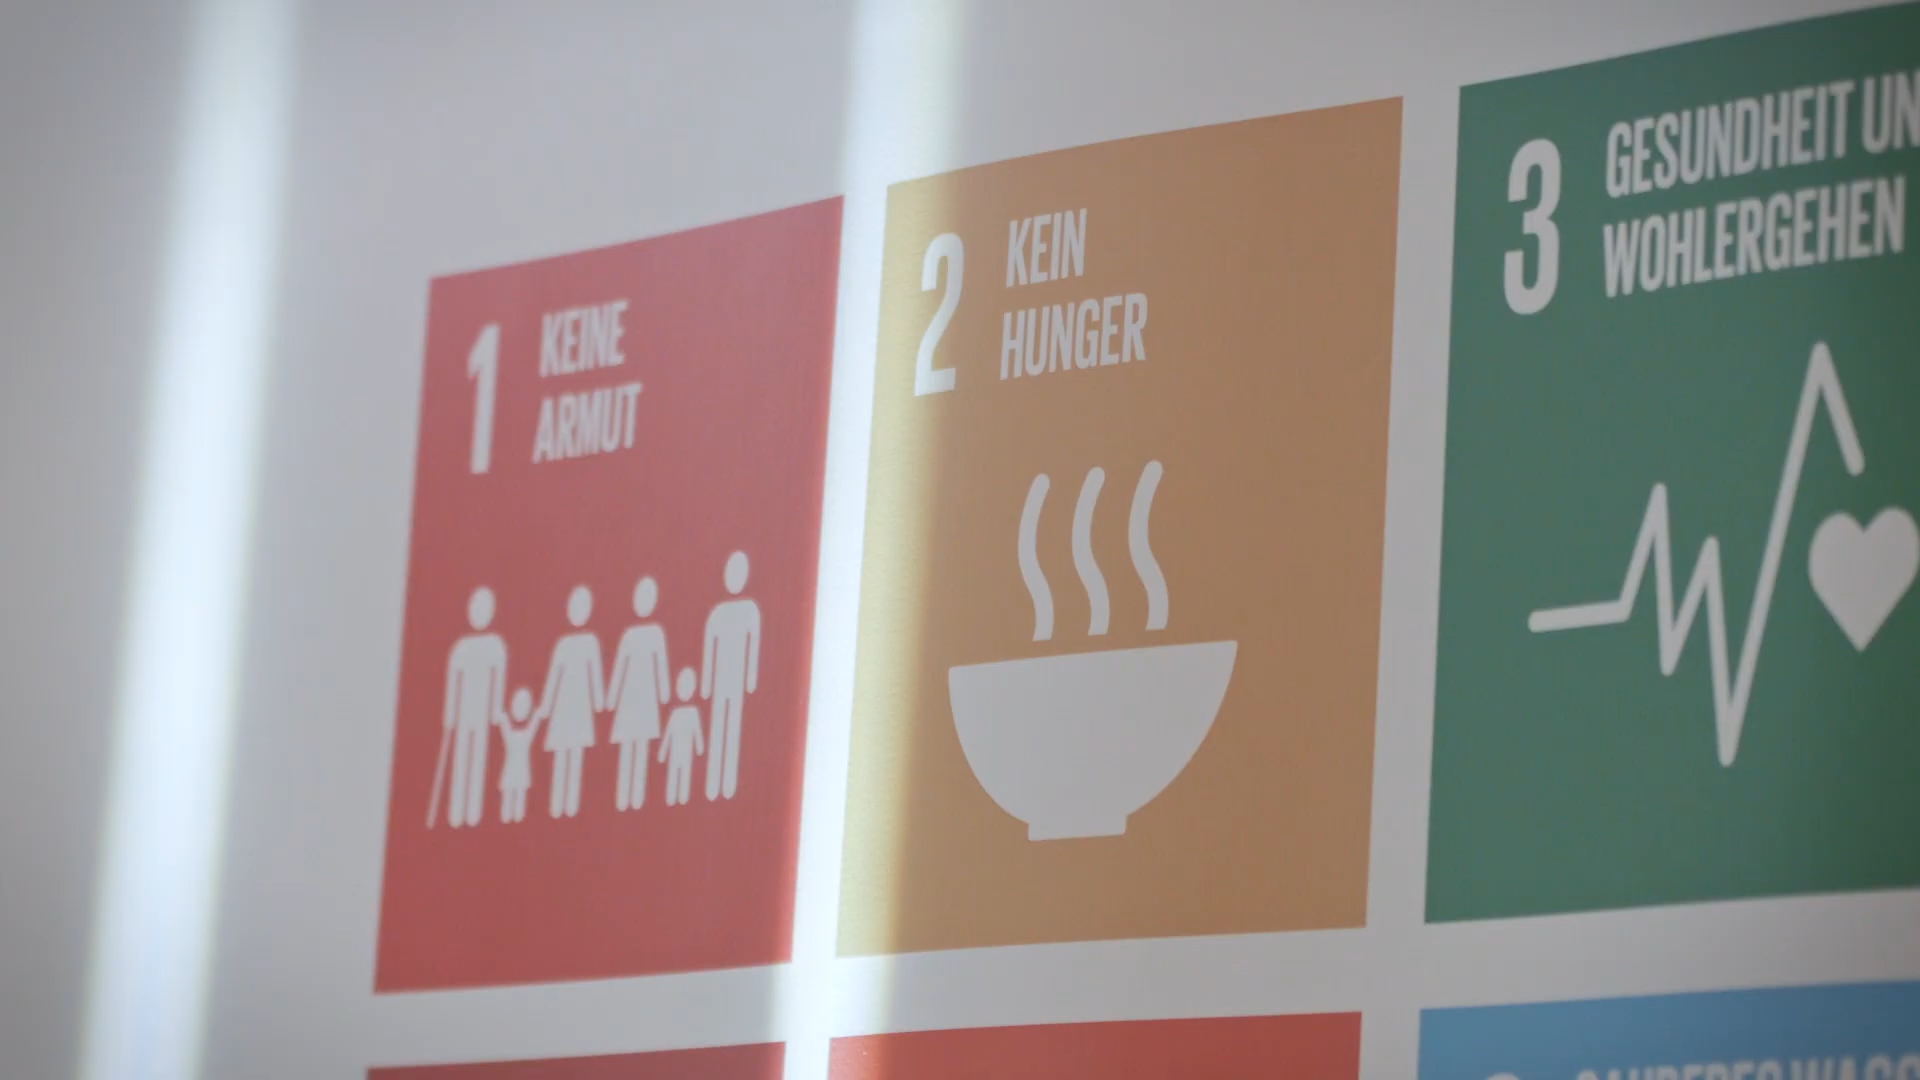 1 KEINE
ARMUT
2 KEIN
HUNGER
3 GESUNDHEIT UN
WOHLERGEHEN